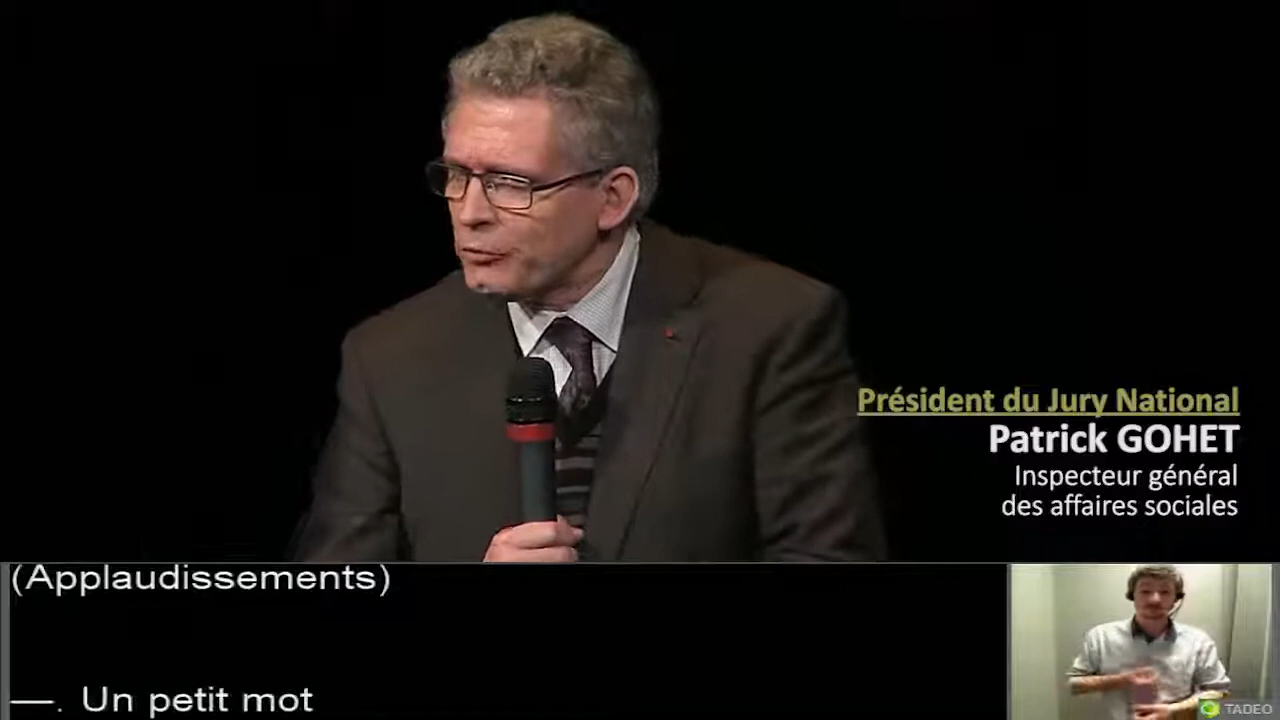 Président du Jury National
Patrick GOHET
Inspecteur général
des affaires sociales
(Applaudissements)
—. Un petit mot
TADEO